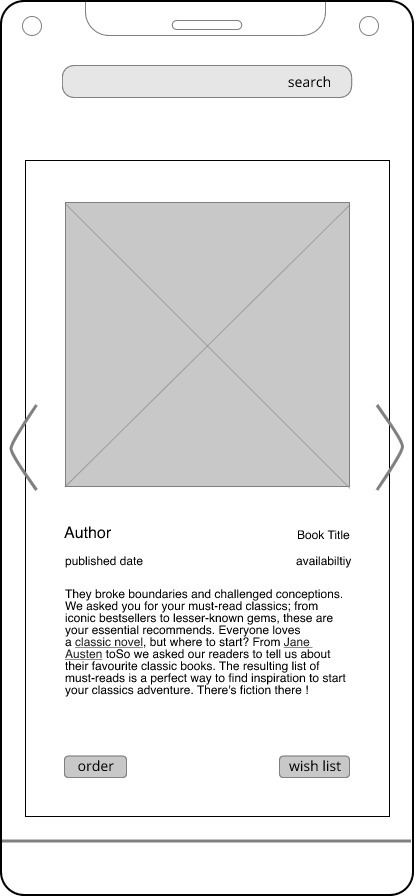 search
Author
Book Title
published date
availabiltiy
They broke boundaries and challenged conceptions.
We asked you for your must-read classics; from
iconic bestsellers to lesser-known gems, these are
your essential recommends. Everyone loves
a classic novel, but where to start? From Jane
Austen toSo we asked our readers to tell us about
their favourite classic books. The resulting list of
must-reads is a perfect way to find inspiration to start
your classics adventure. There's fiction there !
order
wish list